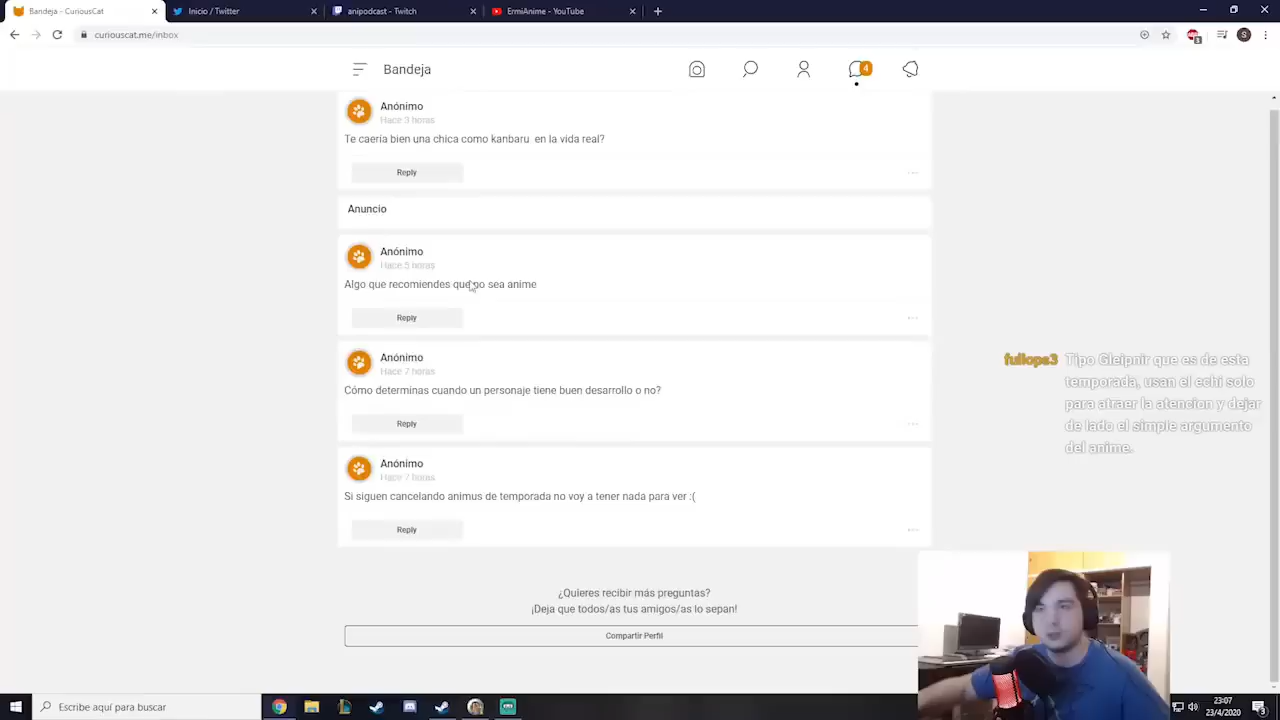 Bandeja - CuriousCat
Inicio / Twitter
anipodcast - Twitch
ErmiAnime - YouTube
curiouscat.me/inbox
Bandeja
4
Anónimo
Hace 3 horas
Te caería bien una chica como kanbaru en la vida real?
Reply
Anuncio
Anónimo
Hace 5 horas
Algo que recomiendes que no sea anime
Reply
Anónimo
Hace 7 horas
Cómo determinas cuando un personaje tiene buen desarrollo o no?
Reply
Anónimo
Hace 7 horas
Si siguen cancelando animus de temporada no voy a tener nada para ver :(
Reply
¿Quieres recibir más preguntas?
¡Deja que todos/as tus amigos/as lo sepan!
Compartir Perfil
fullops3 Tipo Gleipnir que es de esta
temporada, usan el echi solo
para atraer la atencion y dejar
de lado el simple argumento
del anime.
Escribe aquí para buscar
23:07
23/4/2020